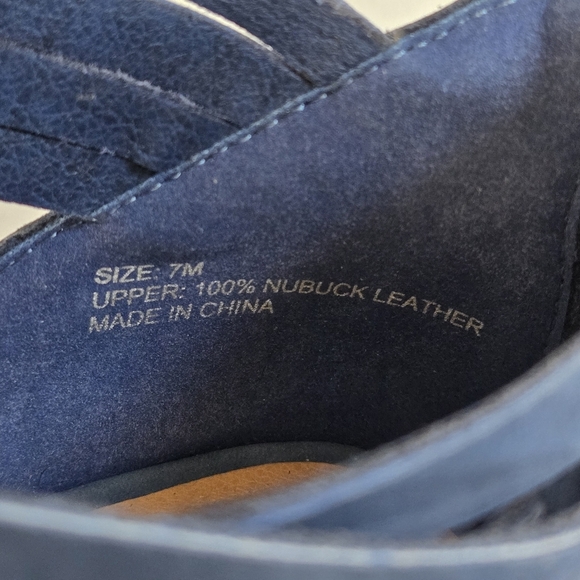 SIZE: 7M
UPPER: 100% NUBUCK LEATHER
MADE IN CHINA